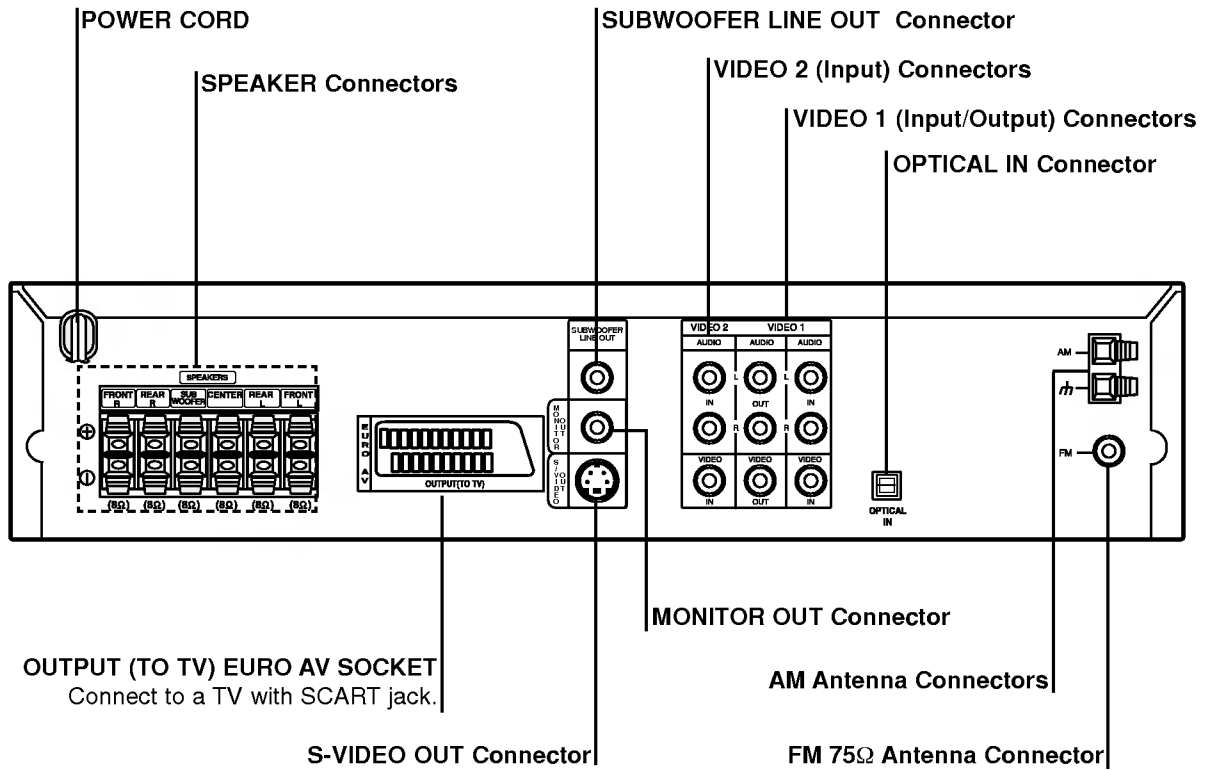 POWER CORD
SUBWOOFER LINE OUT Connector
SPEAKER Connectors
VIDEO 2 (Input) Connectors
VIDEO 1 (Input/Output) Connectors
OPTICAL IN Connector
SUBWOOFER
LINE OUT
VIDEO 2 VIDEO 1
AUDIO AUDIO AUDIO
AM
SPEAKERS
FRONT R REAR R SUB WOOFER CENTER REAR L FRONT L
L L
IN OUT IN
EURO AV
MONITOR OUT
R R
+
FM
VIDEO VIDEO VIDEO
S/VIDEO OUT
−
OUTPUT(TO TV)
IN OUT IN
(8Ω) (8Ω) (8Ω) (8Ω) (8Ω) (8Ω)
OPTICAL
IN
MONITOR OUT Connector
OUTPUT (TO TV) EURO AV SOCKET
Connect to a TV with SCART jack.
AM Antenna Connectors
S-VIDEO OUT Connector
FM 75Ω Antenna Connector